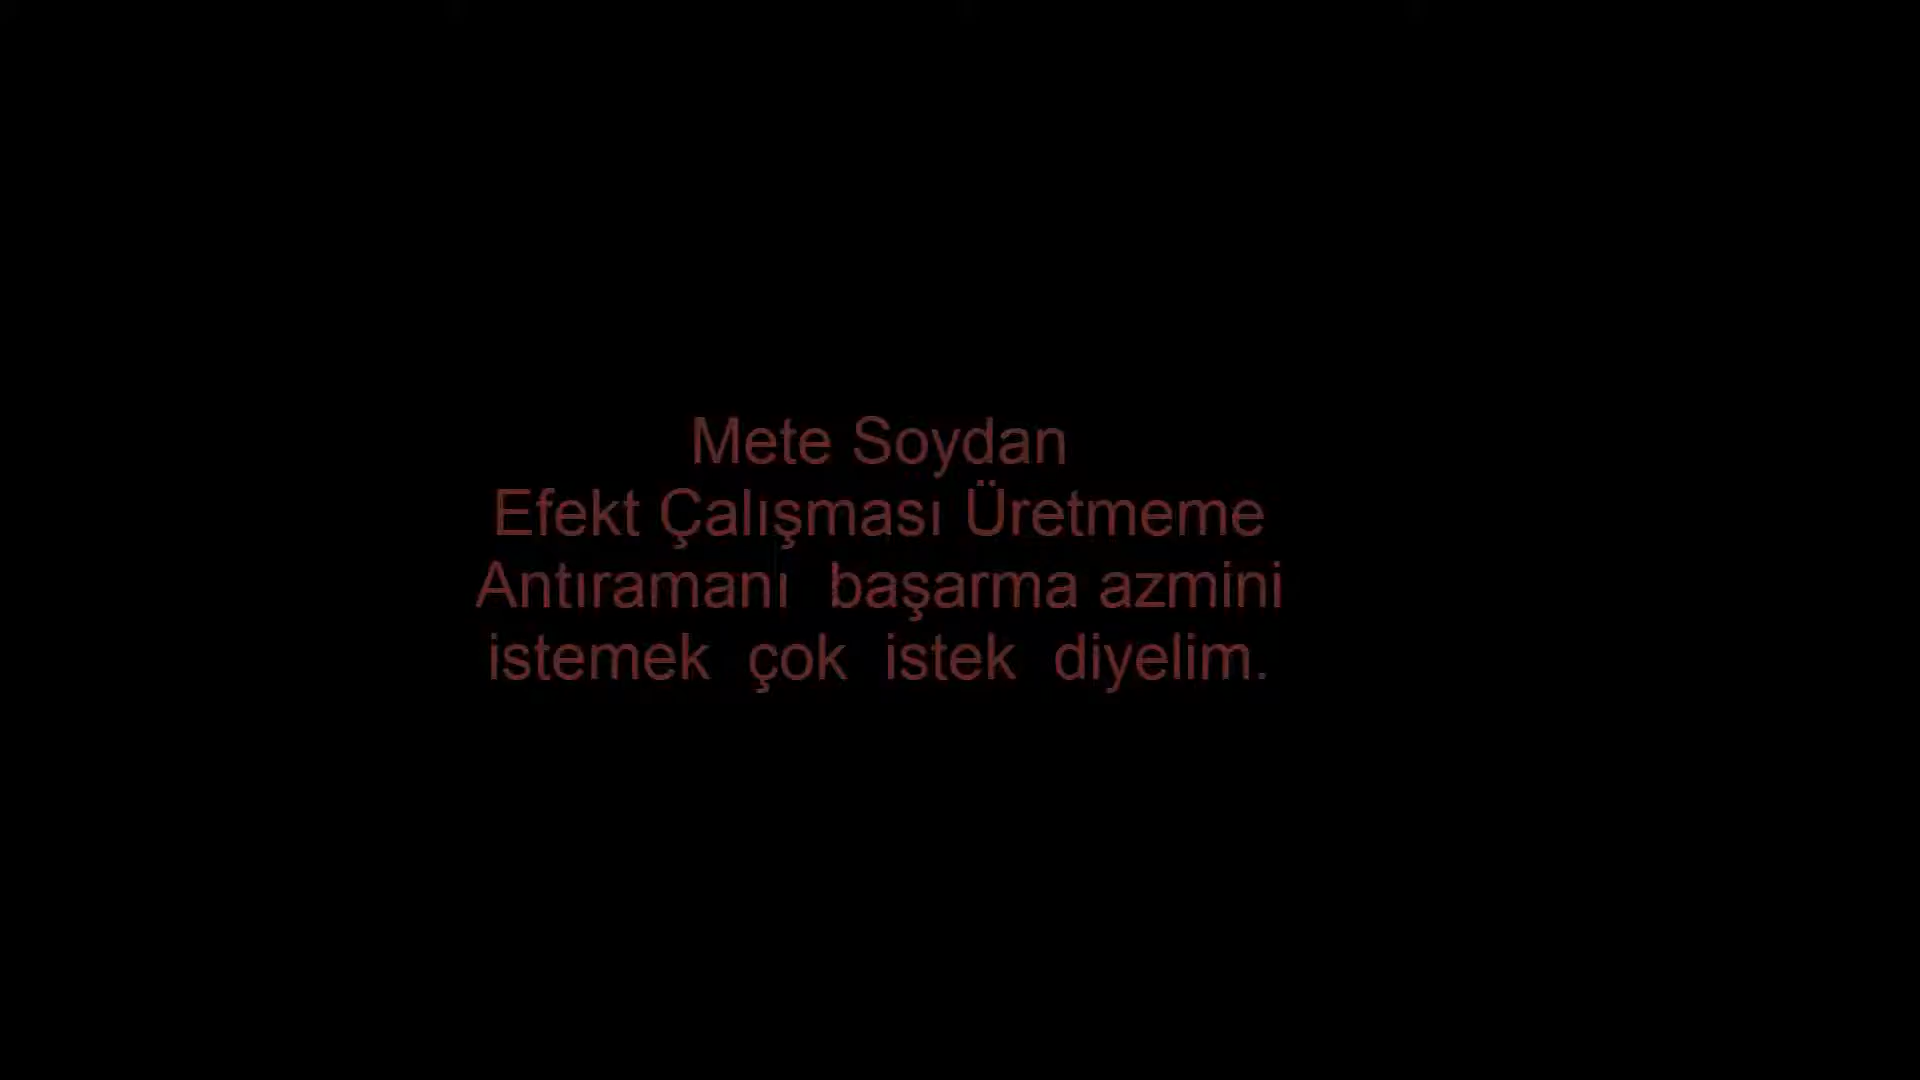 Mete Soydan
Efekt Çalışması Üretmeme
Antıramanı başarma azmini
istemek çok istek diyelim.